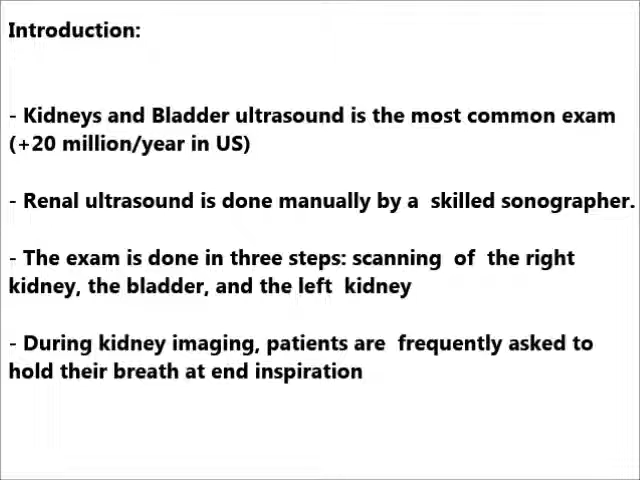 Introduction:
- Kidneys and Bladder ultrasound is the most common exam
(+20 million/year in US)
- Renal ultrasound is done manually by a skilled sonographer.
- The exam is done in three steps: scanning of the right
kidney, the bladder, and the left kidney
- During kidney imaging, patients are frequently asked to
hold their breath at end inspiration